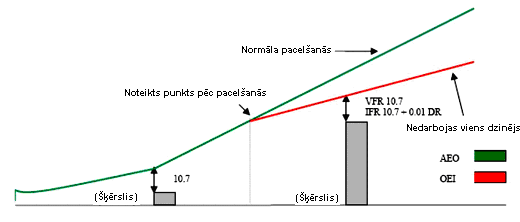 Normāla pacelšanās
Noteikts punkts pēc pacelšanās
VFR 10.7
IFR 10.7 + 0.01 DR
Nedarbojas viens dzinējs
10.7
AEO
OEI
(Šķērslis)
(Šķērslis)